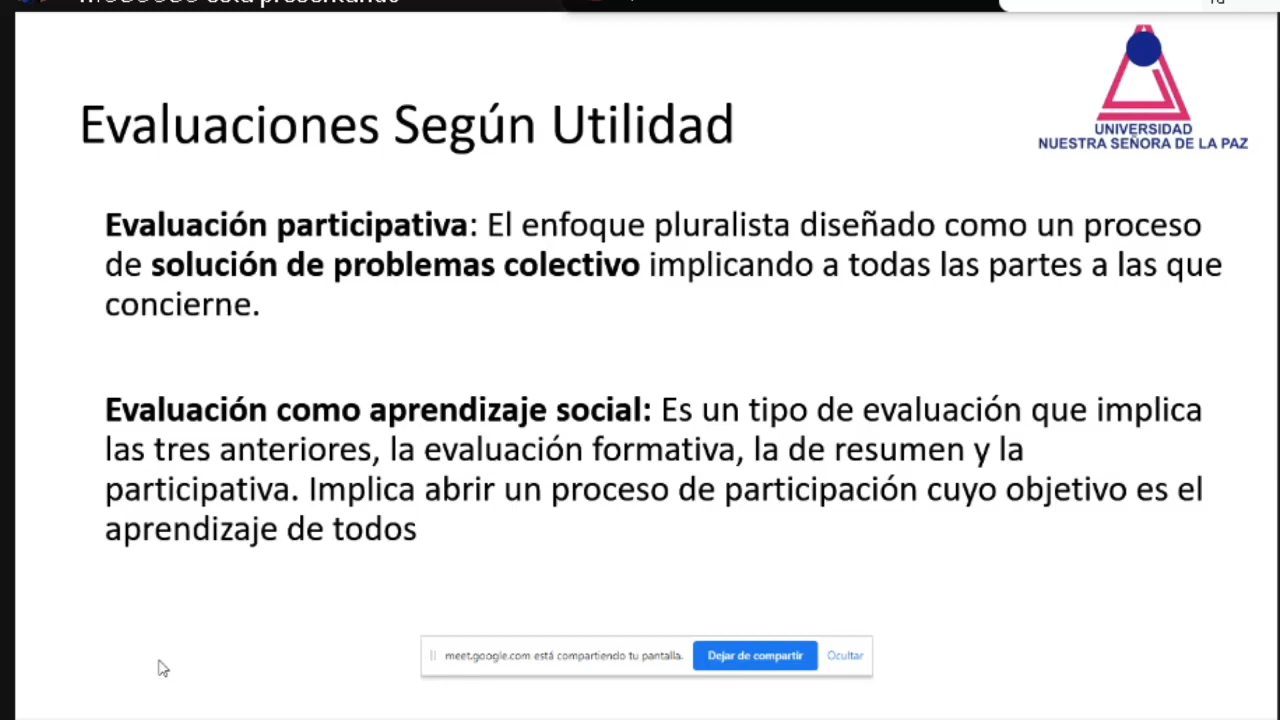 está presentando
Evaluaciones Según Utilidad
UNIVERSIDAD
NUESTRA SEÑORA DE LA PAZ
Evaluación participativa: El enfoque pluralista diseñado como un proceso
de solución de problemas colectivo implicando a todas las partes a las que
concierne.
Evaluación como aprendizaje social: Es un tipo de evaluación que implica
las tres anteriores, la evaluación formativa, la de resumen y la
participativa. Implica abrir un proceso de participación cuyo objetivo es el
aprendizaje de todos
meet.google.com está compartiendo tu pantalla. Dejar de compartir Ocultar